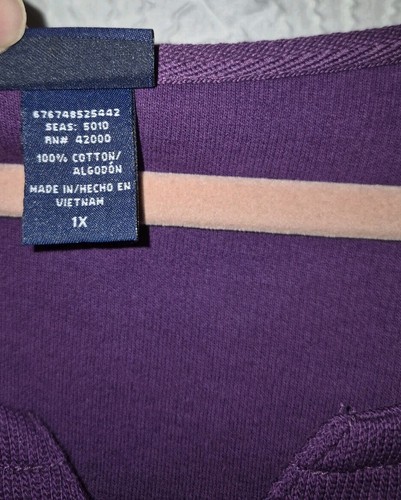 676748525442
SEAS: 5010
RN# 42000
100% COTTON/
ALGODÓN
MADE IN/HECHO EN
VIETNAM
1X